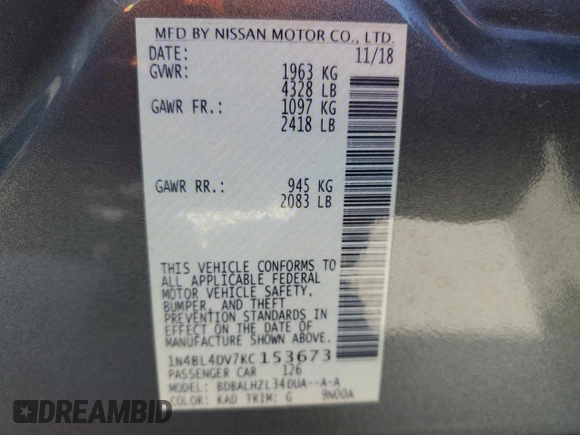 MFD BY NISSAN MOTOR CO., LTD.
DATE: 11/18
GVWR: 1963 KG
4328 LB
GAWR FR.: 1097 KG
2418 LB
GAWR RR.: 945 KG
2083 LB
THIS VEHICLE CONFORMS TO
ALL APPLICABLE FEDERAL
MOTOR VEHICLE SAFETY,
BUMPER, AND THEFT
PREVENTION STANDARDS IN
EFFECT ON THE DATE OF
MANUFACTURE SHOWN ABOVE.
1N4BL4DV7KC153673
PASSENGER CAR 126
MODEL: BDBALHZL34DUA--A-A
COLOR: KAD TRIM: G 9N00A
DREAMBID